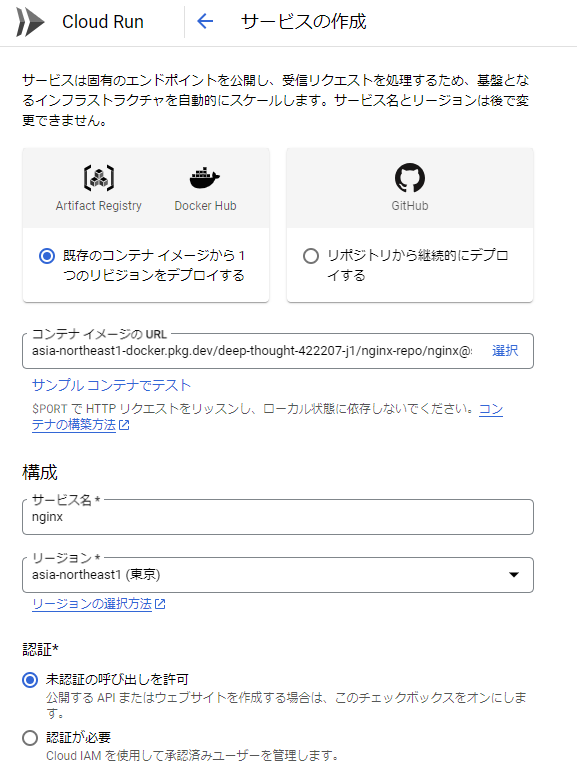 Cloud Run
サービスの作成
サービスは固有のエンドポイントを公開し、受信リクエストを処理するため、基盤とな
るインフラストラクチャを自動的にスケールします。サービス名とリージョンは後で変
更できません。
Artifact Registry
Docker Hub
GitHub
既存のコンテナ イメージから 1
つのリビジョンをデプロイする
リポジトリから継続的にデプロ
イする
コンテナ イメージの URL
asia-northeast1-docker.pkg.dev/deep-thought-422207-j1/nginx-repo/nginx@
選択
サンプル コンテナでテスト
$PORT で HTTP リクエストをリッスンし、ローカル状態に依存しないでください。コン
テナの構築方法
構成
サービス名 *
nginx
リージョン *
asia-northeast1 (東京)
リージョンの選択方法
認証*
未認証の呼び出しを許可
公開する API またはウェブサイトを作成する場合は、このチェックボックスをオンにしま
す。
認証が必要
Cloud IAM を使用して承認済みユーザーを管理します。